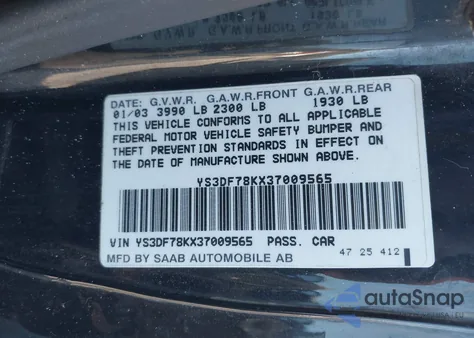 G.V.W.R. G.A.W.R.FRONT G.A.W.R.REAR
DATE: G.V.W.R. G.A.W.R.FRONT G.A.W.R.REAR
01/03 3990 LB 2300 LB 1930 LB
THIS VEHICLE CONFORMS TO ALL APPLICABLE
FEDERAL MOTOR VEHICLE SAFETY BUMPER AND
THEFT PREVENTION STANDARDS IN EFFECT ON
THE DATE OF MANUFACTURE SHOWN ABOVE.
YS3DF78KX37009565
VIN YS3DF78KX37009565 PASS. CAR
MFD BY SAAB AUTOMOBILE AB 47 25 412
autoSnap